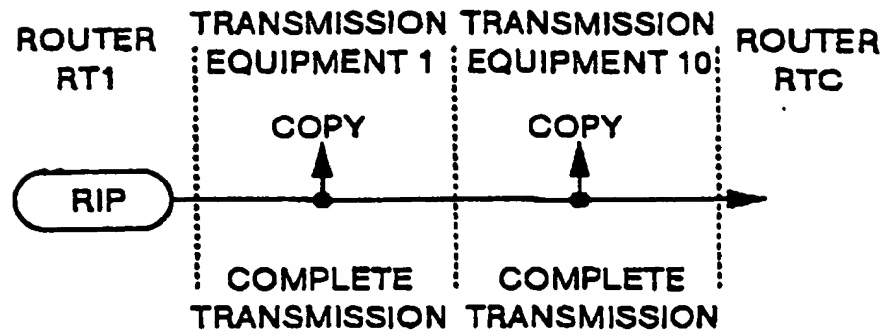 ROUTER
RT1
TRANSMISSION
EQUIPMENT 1
TRANSMISSION
EQUIPMENT 10
ROUTER
RTC
COPY
COPY
RIP
COMPLETE
TRANSMISSION
COMPLETE
TRANSMISSION